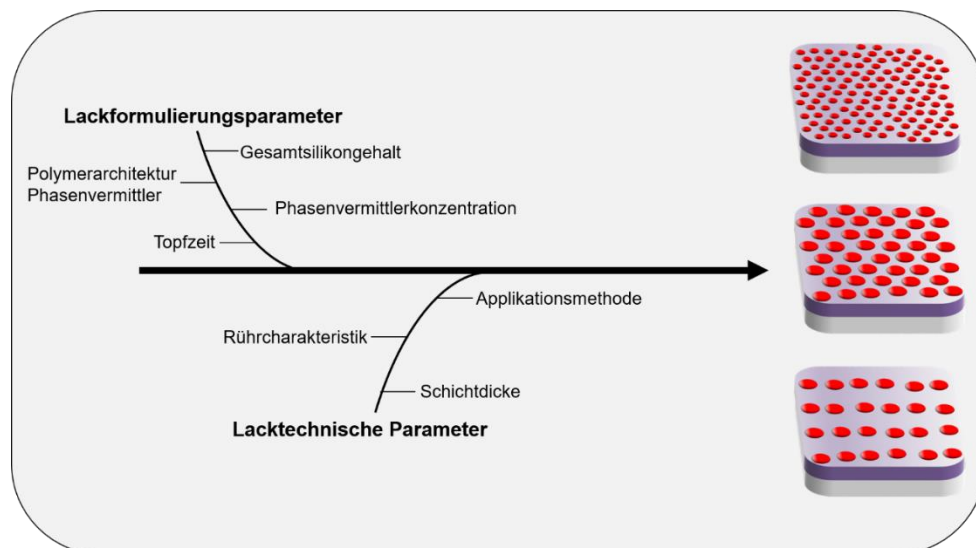 Lackformulierungsparameter
Gesamtsilikongehalt
Polymerarchitektur
Phasenvermittler
Phasenvermittlerkonzentration
Topfzeit
Applikationsmethode
Rührcharakteristik
Schichtdicke
Lacktechnische Parameter